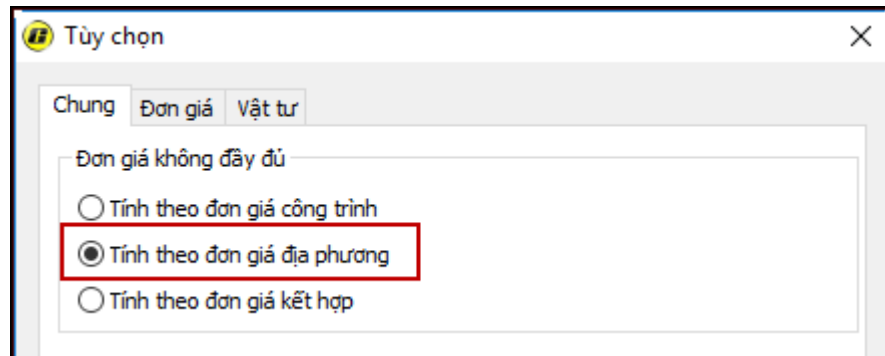 Tùy chọn
Chung Đơn giá Vật tư
Đơn giá không đầy đủ
Tính theo đơn giá công trình
Tính theo đơn giá địa phương
Tính theo đơn giá kết hợp